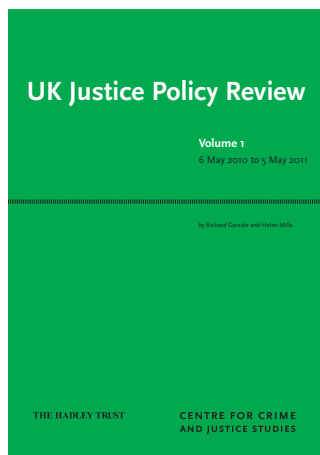 UK Justice Policy Review
Volume 1
6 May 2010 to 5 May 2011
by Richard Garside and Helen Mills
THE HADLEY TRUST
CENTRE FOR CRIME
AND JUSTICE STUDIES